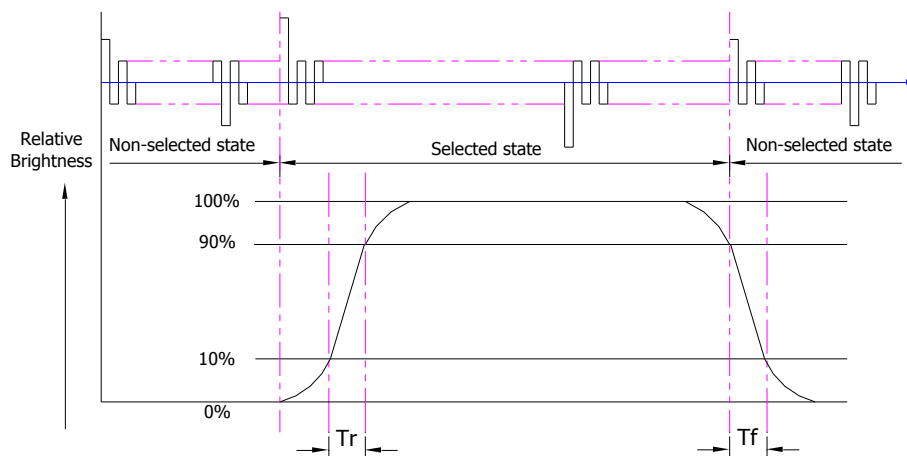 Relative
Brightness
Non-selected state
Selected state
Non-selected state
100%
90%
10%
0%
Tr
Tf